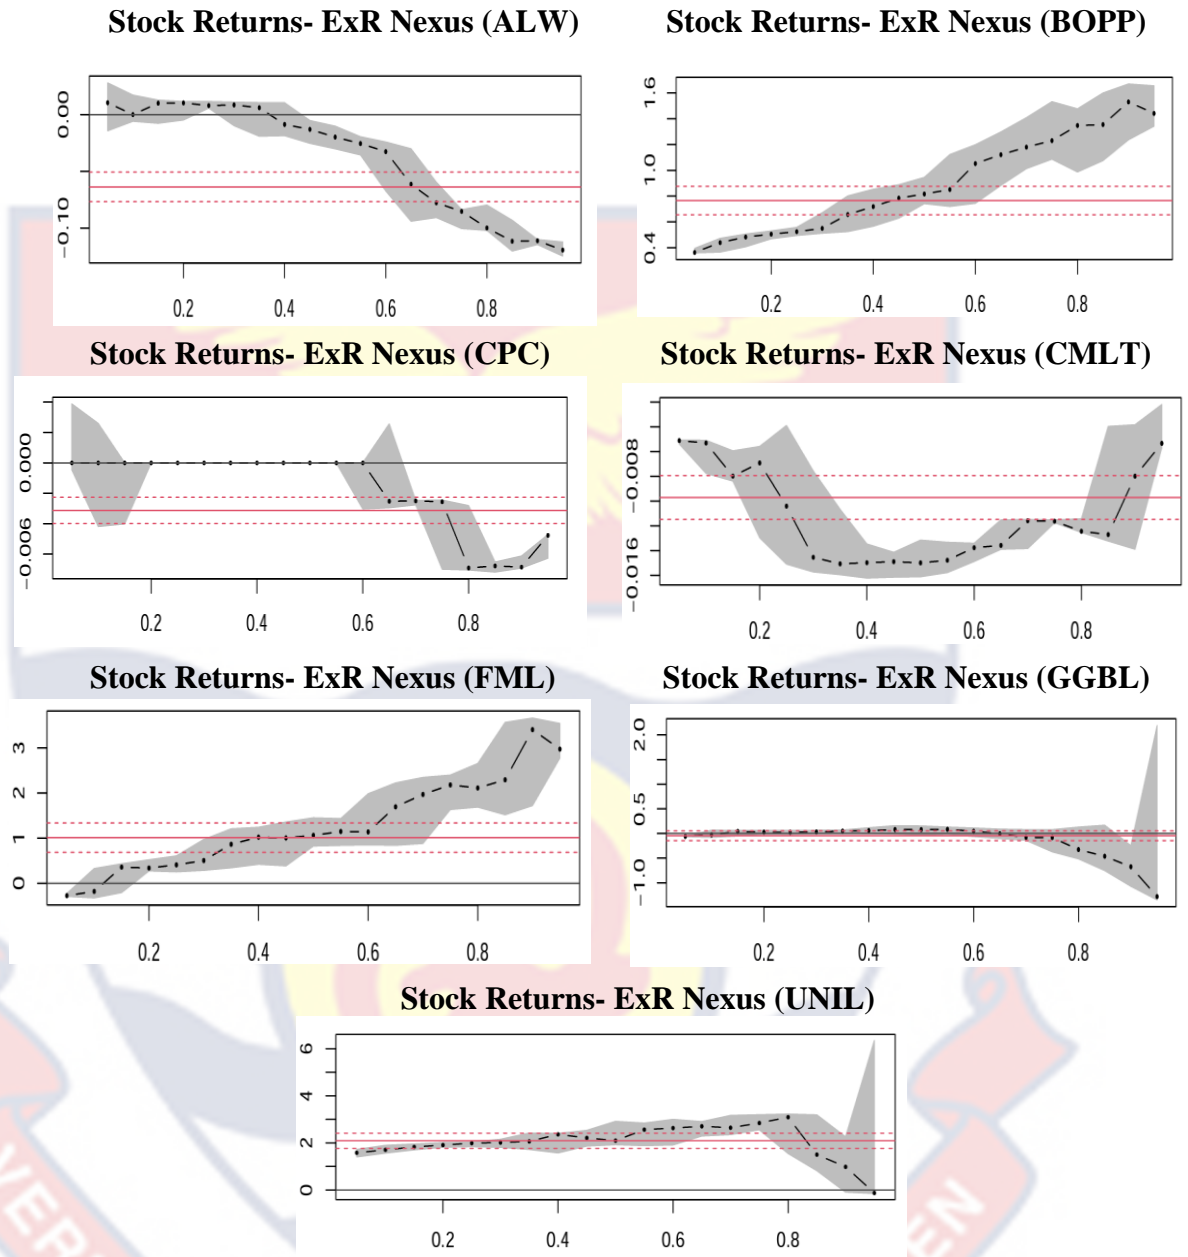 Stock Returns- ExR Nexus (ALW) Stock Returns- ExR Nexus (BOPP)
0.00
−0.10
0.2 0.4 0.6 0.8
1.6
1.0
0.4
0.2 0.4 0.6 0.8
Stock Returns- ExR Nexus (CPC) Stock Returns- ExR Nexus (CMLT)
0.000
−0.006
0.2 0.4 0.6 0.8
−0.008
−0.016
0.2 0.4 0.6 0.8
Stock Returns- ExR Nexus (FML) Stock Returns- ExR Nexus (GGBL)
3
2
1
0
0.2 0.4 0.6 0.8
2.0
0.5
−1.0
0.2 0.4 0.6 0.8
Stock Returns- ExR Nexus (UNIL)
6
4
2
0
0.2 0.4 0.6 0.8